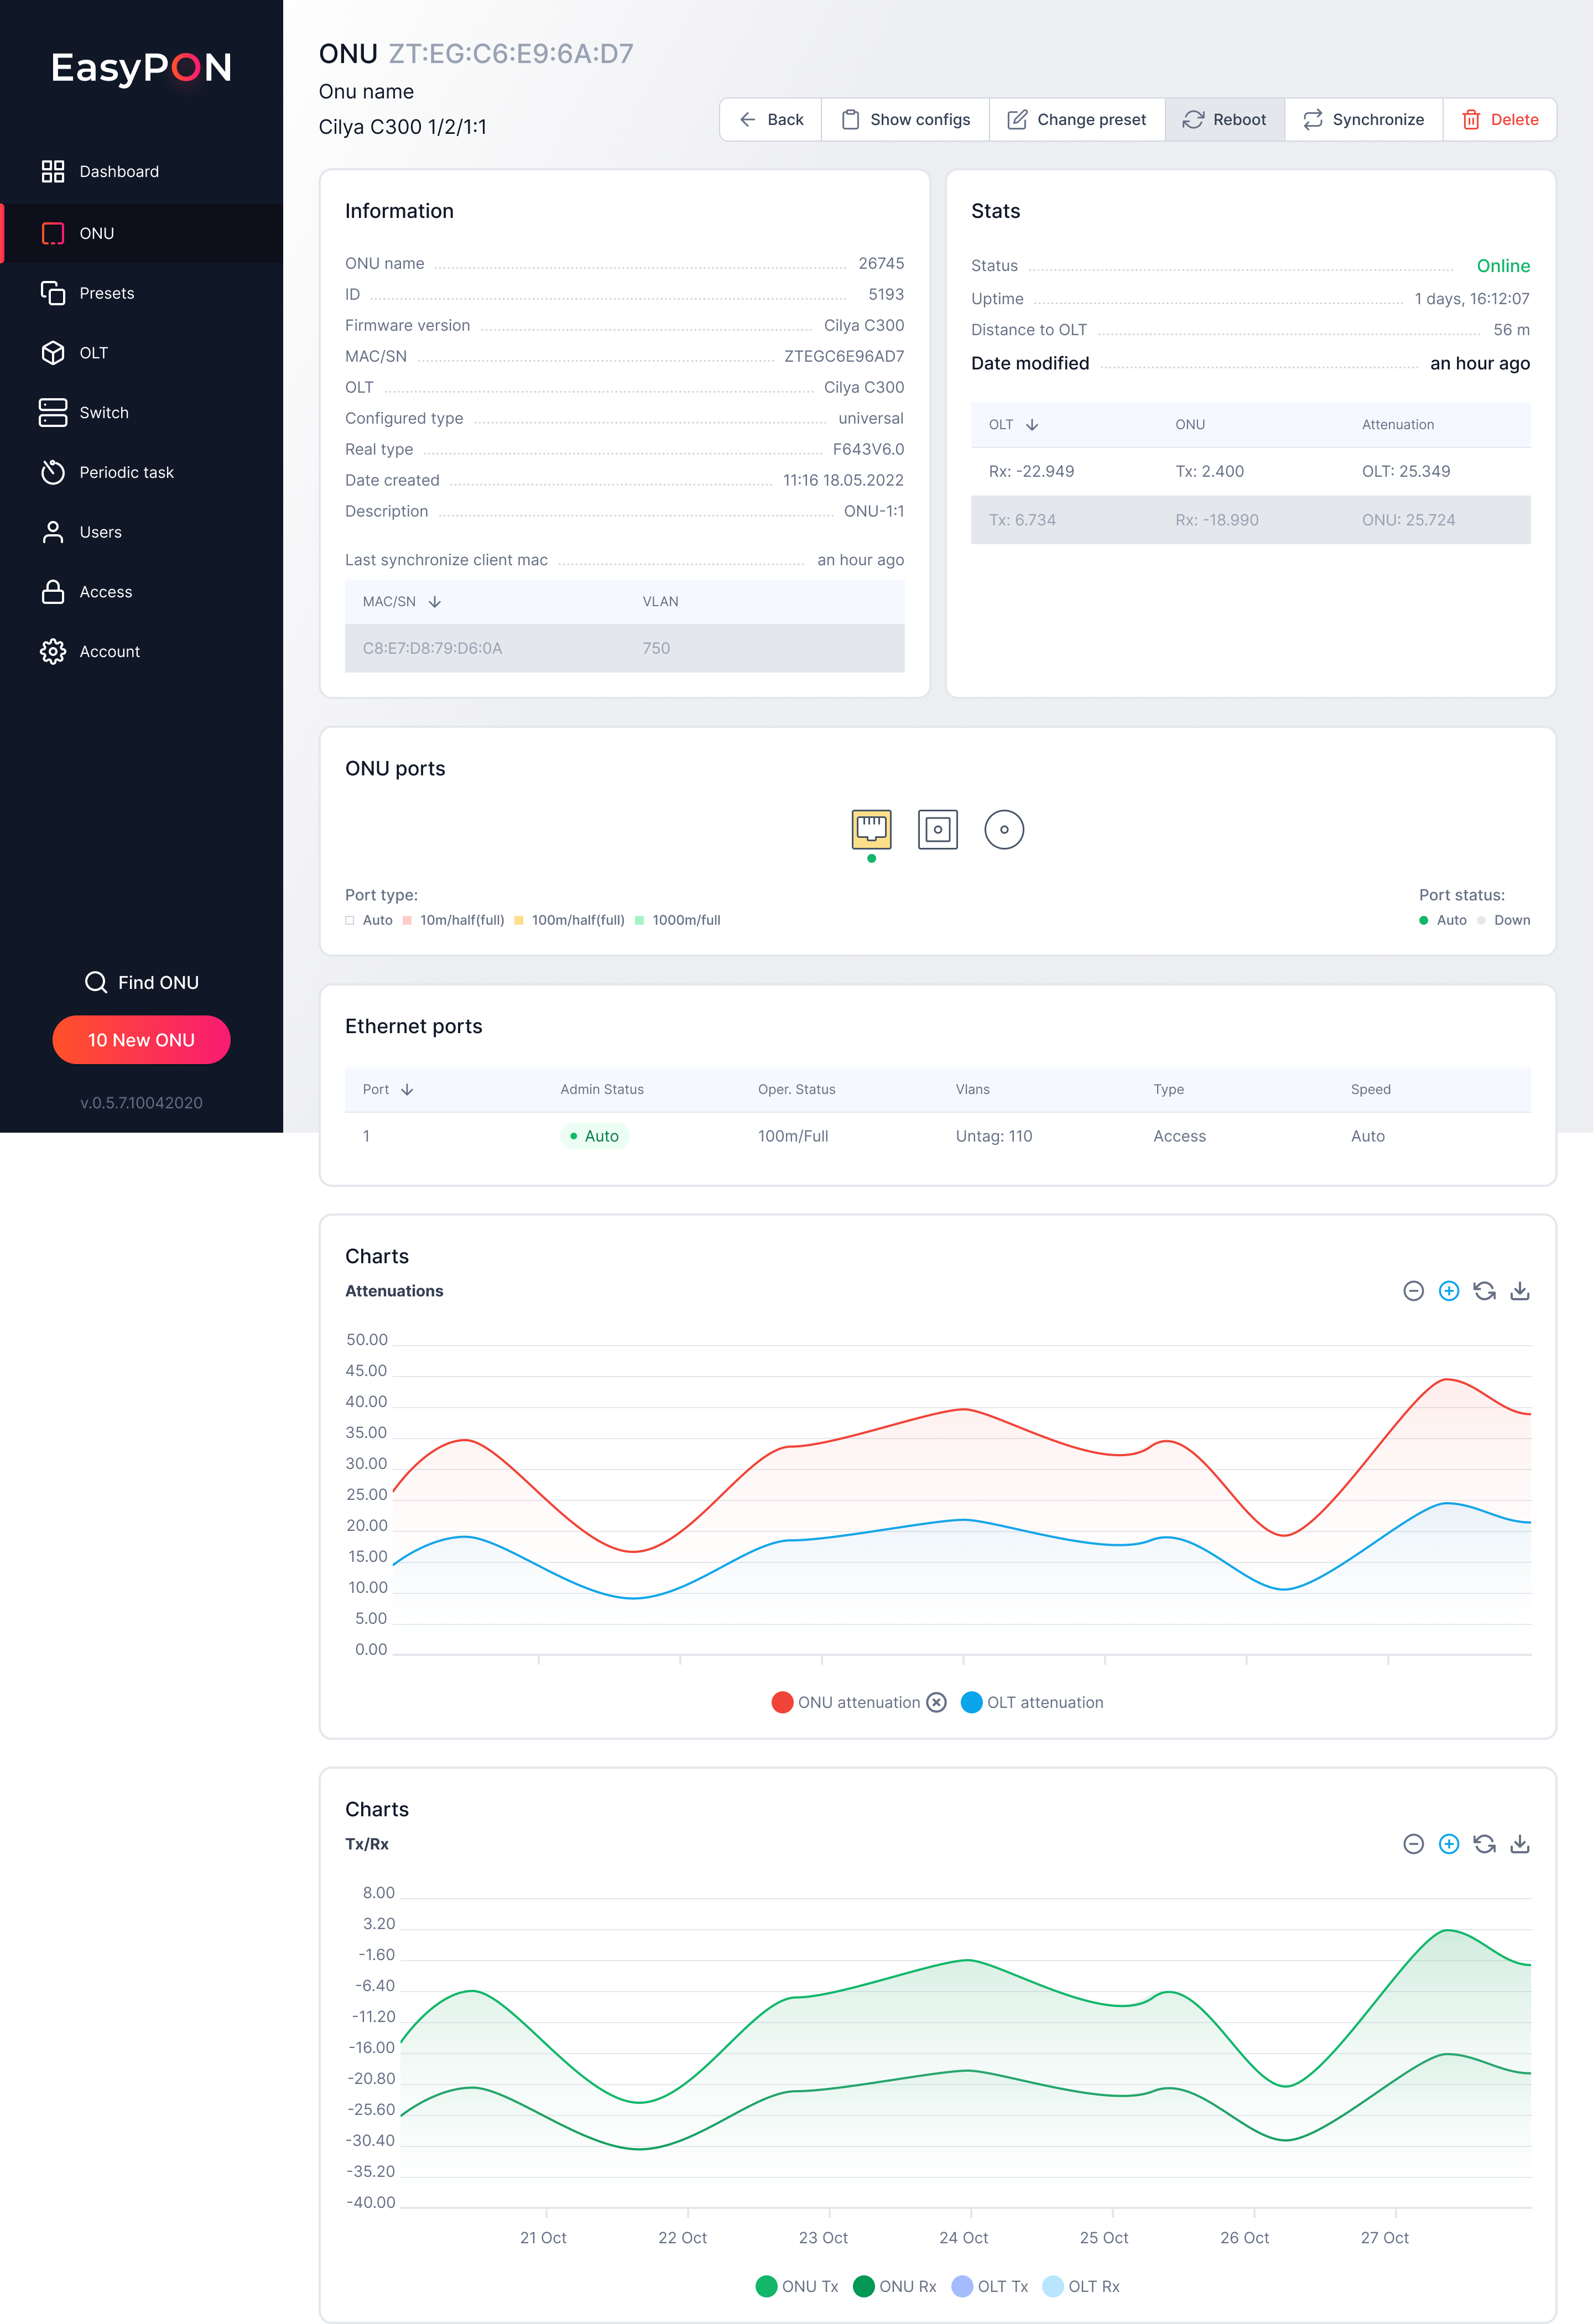 EasyPON
Dashboard
ONU
Presets
OLT
Switch
Periodic task
Users
Access
Account
Find ONU
10 New ONU
v.0.5.7.10042020
ONU ZT:EG:C6:E9:6A:D7
Onu name
Cilya C300 1/2/1:1
Back Show configs Change preset Reboot Synchronize Delete
Information
ONU name 26745
ID 5193
Firmware version Cilya C300
MAC/SN ZTEGC6E96AD7
OLT Cilya C300
Configured type universal
Real type F643V6.0
Date created 11:16 18.05.2022
Description ONU-1:1
Last synchronize client mac an hour ago
MAC/SN VLAN
C8:E7:D8:79:D6:0A 750
Stats
Status Online
Uptime 1 days, 16:12:07
Distance to OLT 56 m
Date modified an hour ago
OLT ONU Attenuation
Rx: -22.949 Tx: 2.400 OLT: 25.349
Tx: 6.734 Rx: -18.990 ONU: 25.724
ONU ports
Port type:
Auto 10m/half(full) 100m/half(full) 1000m/full
Port status:
Auto Down
Ethernet ports
Port Admin Status Oper. Status Vlans Type Speed
1 Auto 100m/Full Untag: 110 Access Auto
Charts
Attenuations
50.00
45.00
40.00
35.00
30.00
25.00
20.00
15.00
10.00
5.00
0.00
ONU attenuation OLT attenuation
Charts
Tx/Rx
8.00
3.20
-1.60
-6.40
-11.20
-16.00
-20.80
-25.60
-30.40
-35.20
-40.00
21 Oct 22 Oct 23 Oct 24 Oct 25 Oct 26 Oct 27 Oct
ONU Tx ONU Rx OLT Tx OLT Rx